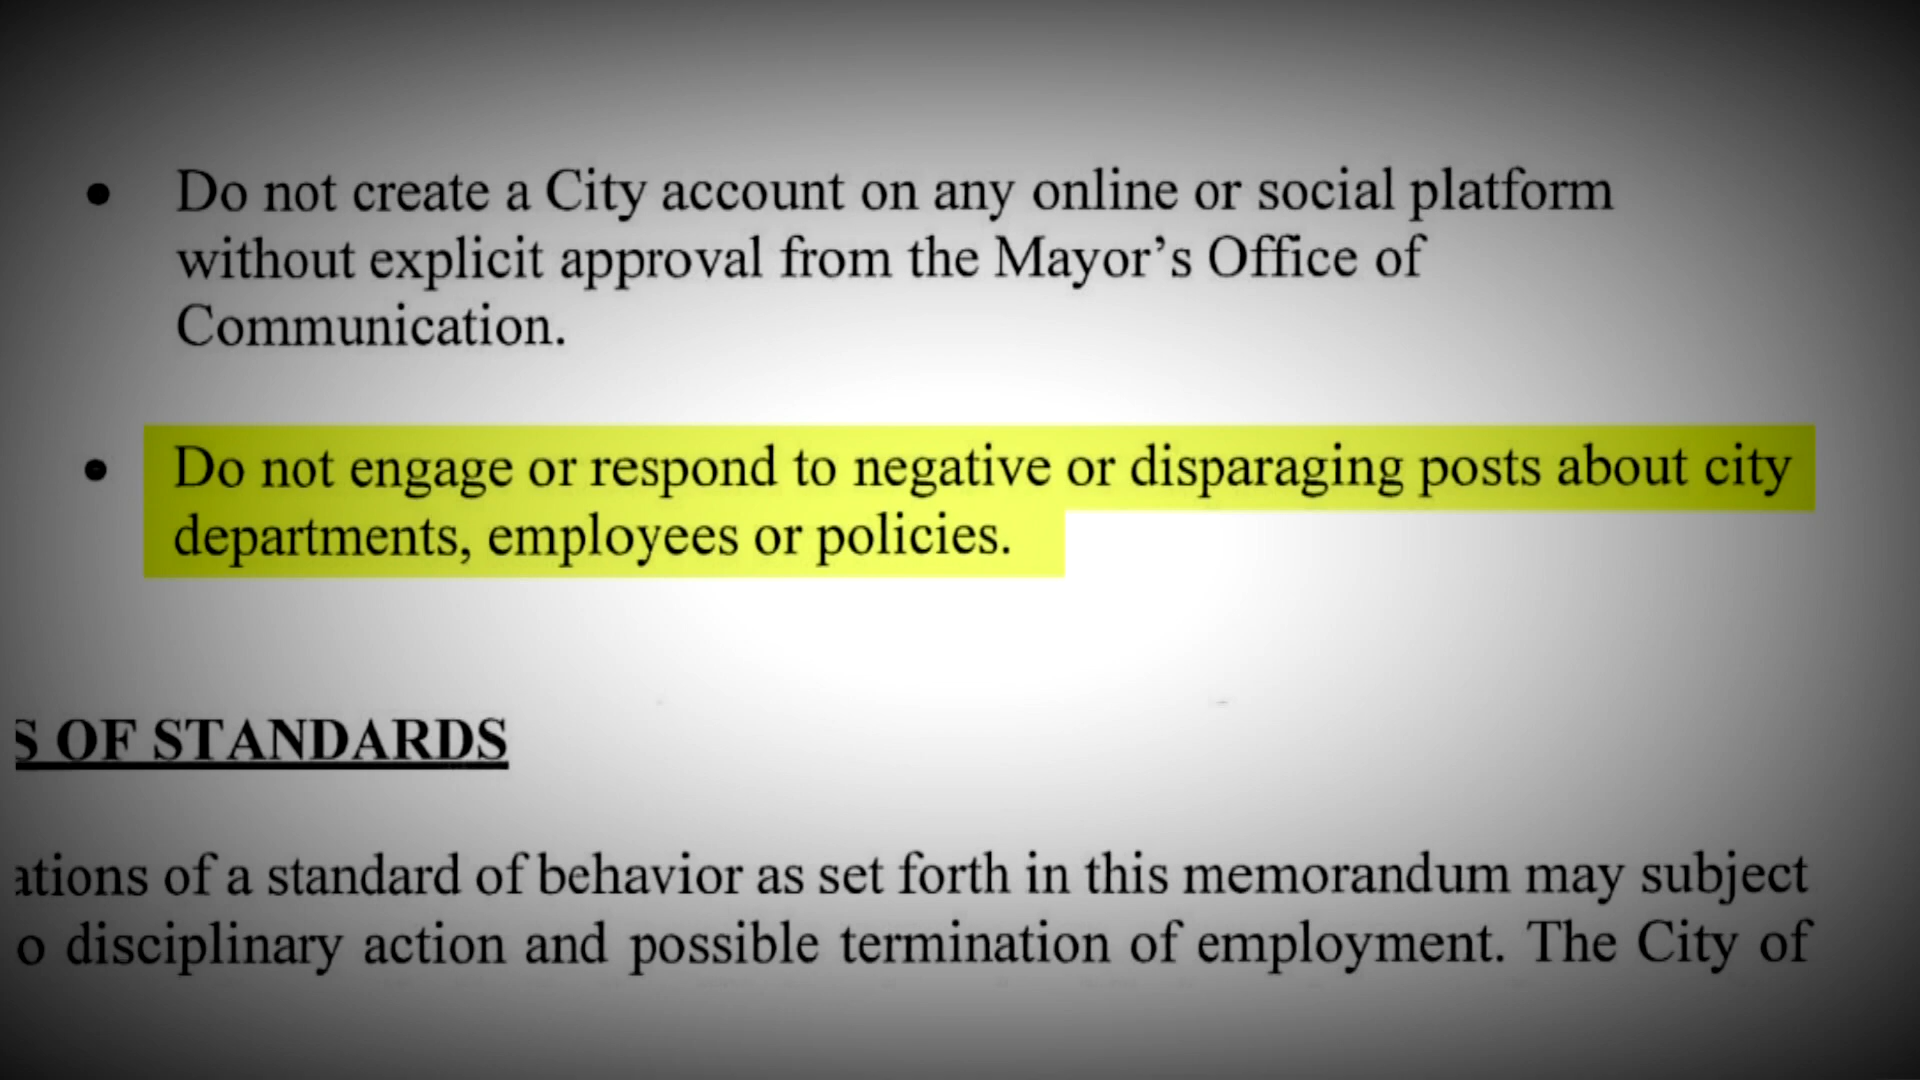 • Do not create a City account on any online or social platform
without explicit approval from the Mayor's Office of
Communication.
• Do not engage or respond to negative or disparaging posts about city
departments, employees or policies.
S OF STANDARDS
ations of a standard of behavior as set forth in this memorandum may subject
o disciplinary action and possible termination of employment. The City of